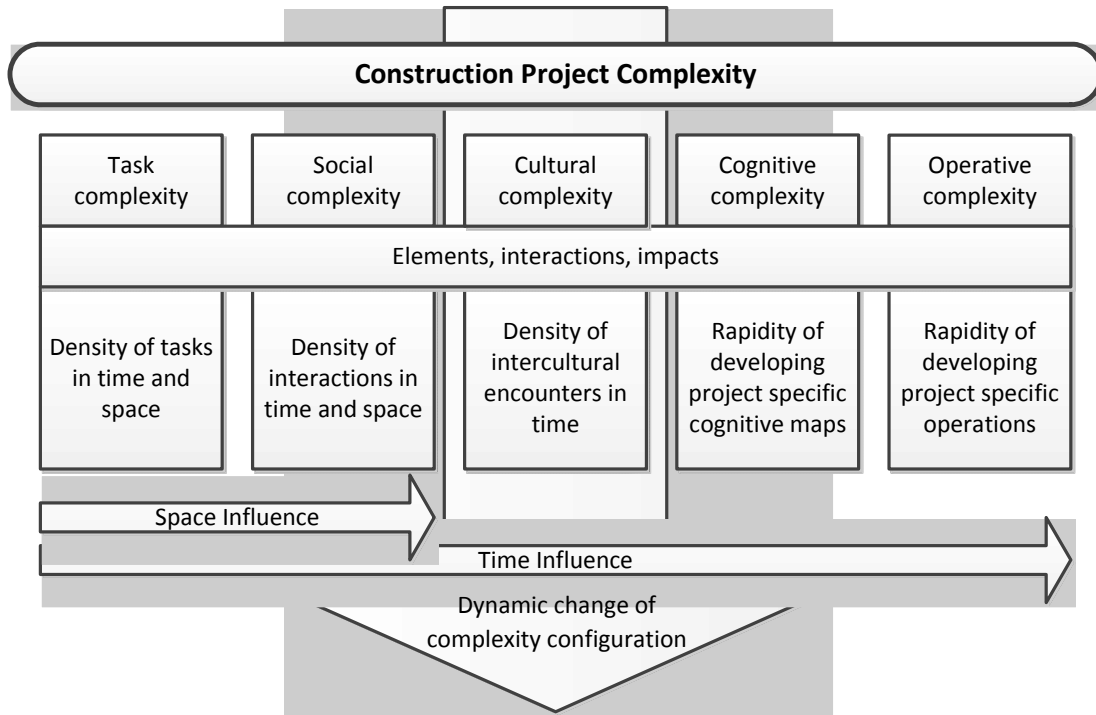 Construction Project Complexity
Task
complexity
Social
complexity
Cultural
complexity
Cognitive
complexity
Operative
complexity
Elements, interactions, impacts
Density of tasks
in time and
space
Density of
interactions in
time and space
Density of
intercultural
encounters in
time
Rapidity of
developing
project specific
cognitive maps
Rapidity of
developing
project specific
operations
Space Influence
Time Influence
Dynamic change of
complexity configuration